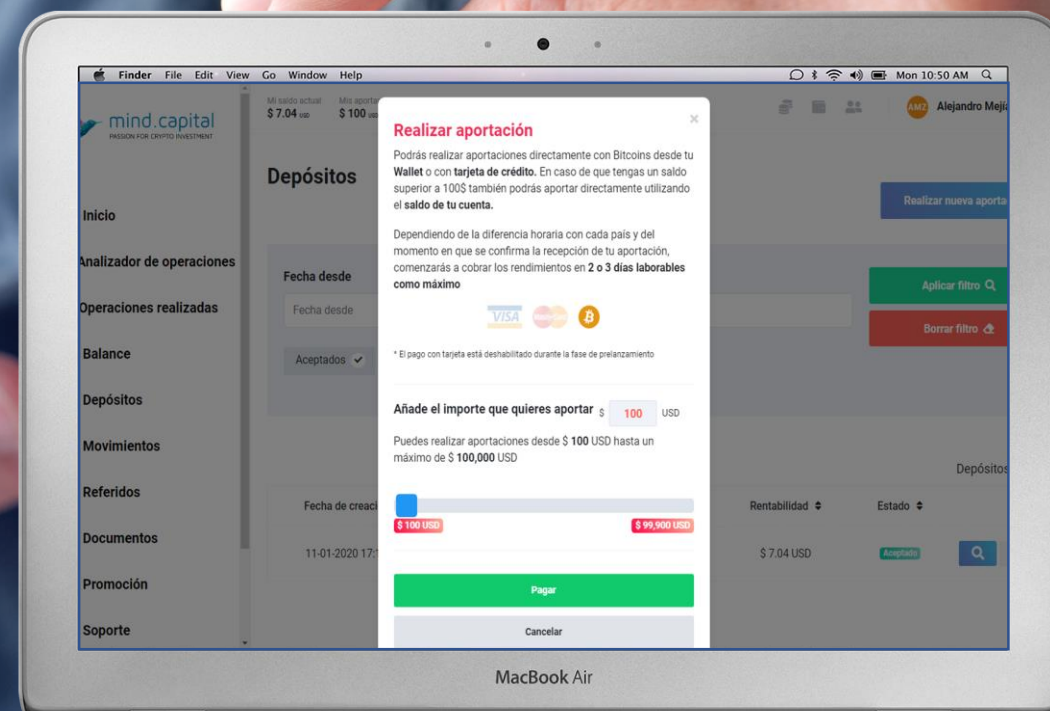 Finder File Edit View Go Window Help
Mon 10:50 AM
mind.capital
PASSION FOR CRYPTO INVESTMENT
Mi saldo actual
$ 7.04 USD
$ 100
AMZ
Alejandro
Inicio
Analizador de operaciones
Operaciones realizadas
Balance
Depósitos
Movimientos
Referidos
Documentos
Promoción
Soporte
Depósitos
Realizar nueva
Fecha desde
Fecha desde
Aceptados
Aplicar filtro
Borrar filtro
Depósitos
Fecha de
Rentabilidad
Estado
11-01-2020
$ 7.04 USD
Aceptado
Realizar aportación
×
Podrás realizar aportaciones directamente con Bitcoins desde tu
Wallet o con tarjeta de crédito. En caso de que tengas un saldo
superior a 100$ también podrás aportar directamente utilizando
el saldo de tu cuenta.
Dependiendo de la diferencia horaria con cada país y del
momento en que se confirma la recepción de tu aportación,
comenzarás a cobrar los rendimientos en 2 o 3 días laborables
como máximo
VISA
* El pago con tarjeta está deshabilitado durante la fase de prelanzamiento
Añade el importe que quieres aportar $ 100 USD
Puedes realizar aportaciones desde $ 100 USD hasta un
máximo de $ 100,000 USD
$ 100 USD
$ 99,900 USD
Pagar
Cancelar
MacBook Air